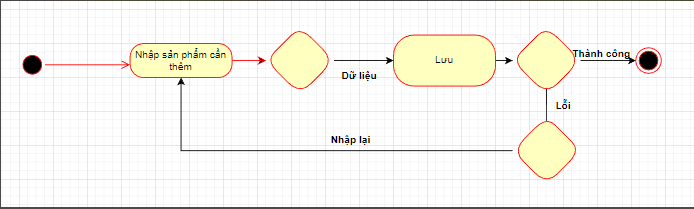 Nhập sản phẩm cần
thêm
Dữ liệu
Lưu
Thành công
Lỗi
Nhập lại